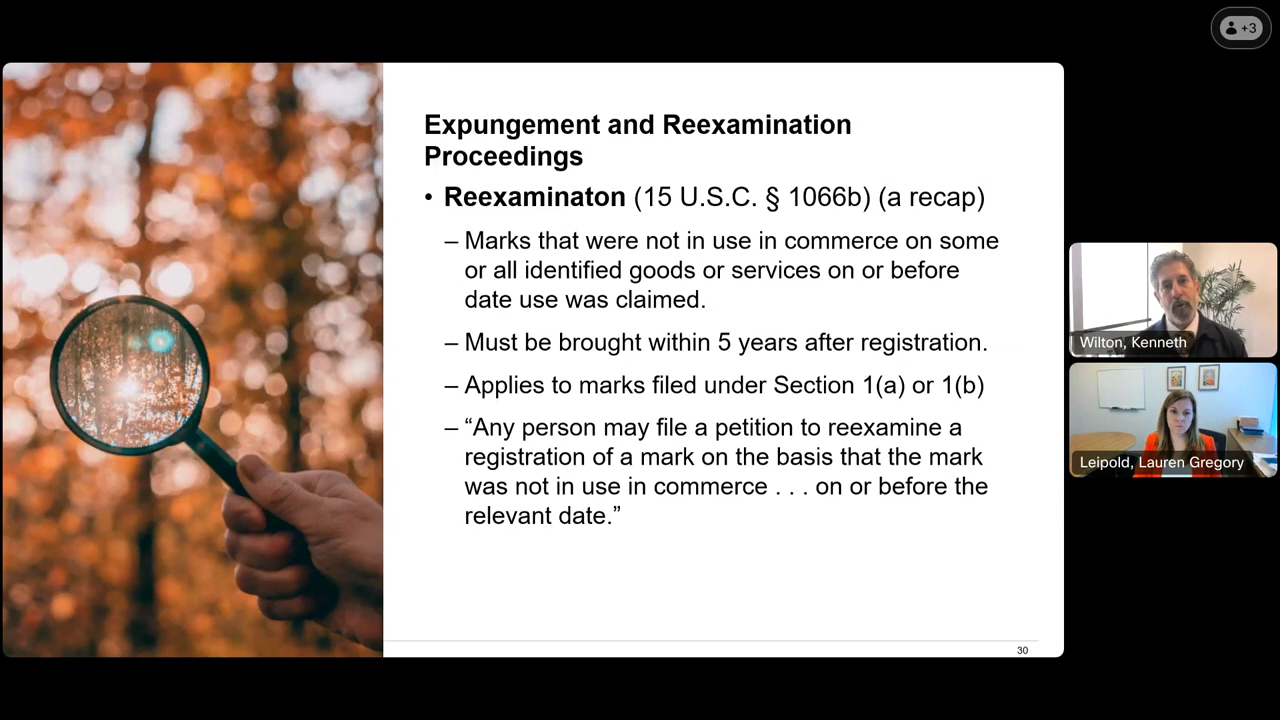 +3
Expungement and Reexamination
Proceedings
• Reexaminaton (15 U.S.C. § 1066b) (a recap)
– Marks that were not in use in commerce on some
or all identified goods or services on or before
date use was claimed.
– Must be brought within 5 years after registration.
– Applies to marks filed under Section 1(a) or 1(b)
– “Any person may file a petition to reexamine a
registration of a mark on the basis that the mark
was not in use in commerce . . . on or before the
relevant date.”
30
Wilton, Kenneth
Leipold, Lauren Gregory